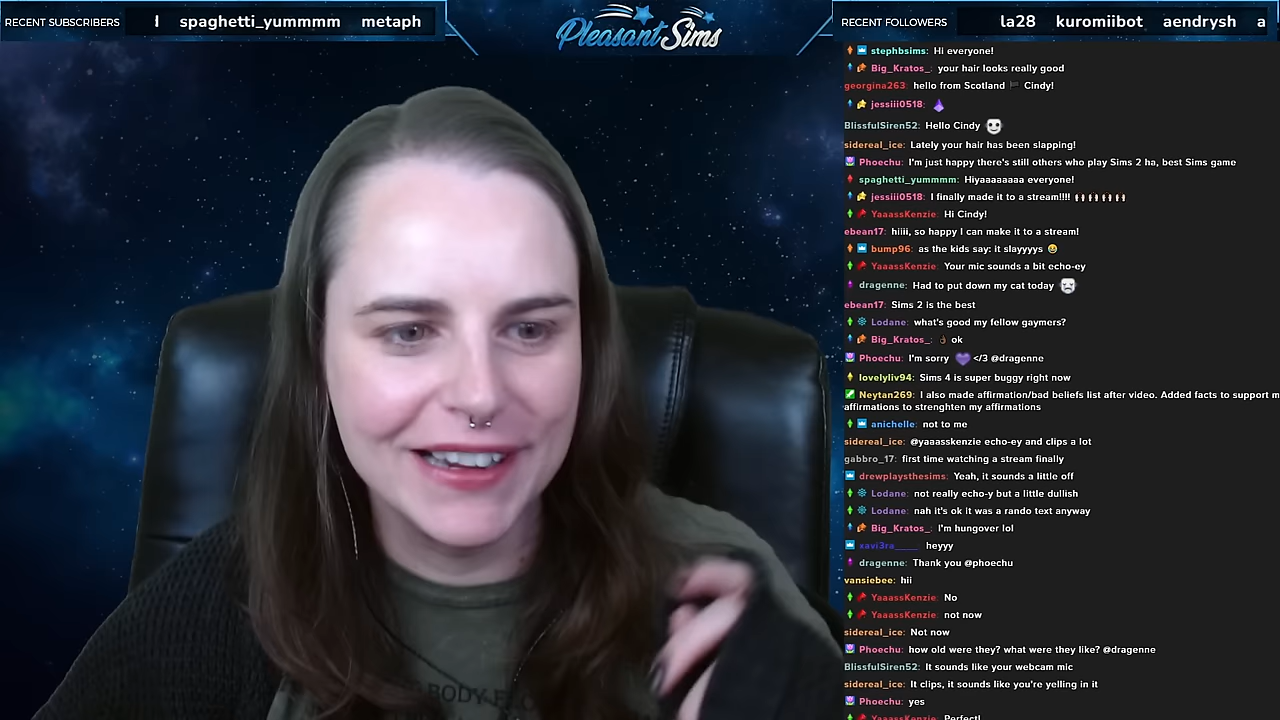 RECENT SUBSCRIBERS
spaghetti_yummmm metaph
PleasantSims
RECENT FOLLOWERS
la28 kuromiibot aendrysh a
stephbsims: Hi everyone!
Big_Kratos_: your hair looks really good
georgina263: hello from Scotland 🏴 Cindy!
jessiii0518:
BlissfulSiren52: Hello Cindy
sidereal_ice: Lately your hair has been slapping!
Phoechu: I'm just happy there's still others who play Sims 2 ha, best Sims game
spaghetti_yummmm: Hiyaaaaaaaa everyone!
jessiii0518: I finally made it to a stream!!!!
YaaassKenzie: Hi Cindy!
ebean17: hiiii, so happy I can make it to a stream!
bump96: as the kids say: it slayyyys
YaaassKenzie: Your mic sounds a bit echo-ey
dragenne: Had to put down my cat today
ebean17: Sims 2 is the best
Lodane: what's good my fellow gaymers?
Big_Kratos_: ok
Phoechu: I'm sorry </3 @dragenne
lovelyliv94: Sims 4 is super buggy right now
Neytan269: I also made affirmation/bad beliefs list after video. Added facts to support m
affirmations to strenghten my affirmations
anichelle: not to me
sidereal_ice: @yaaasskenzie echo-ey and clips a lot
gabbro_17: first time watching a stream finally
drewplaysthesims: Yeah, it sounds a little off
Lodane: not really echo-y but a little dullish
Lodane: nah it's ok it was a rando text anyway
Big_Kratos_: I'm hungover lol
xavi3ra____: heyyy
dragenne: Thank you @phoechu
vansiebee: hii
YaaassKenzie: No
YaaassKenzie: not now
sidereal_ice: Not now
Phoechu: how old were they? what were they like? @dragenne
BlissfulSiren52: It sounds like your webcam mic
sidereal_ice: It clips, it sounds like you're yelling in it
Phoechu: yes
YaaassKenzie: Perfect!
BODY